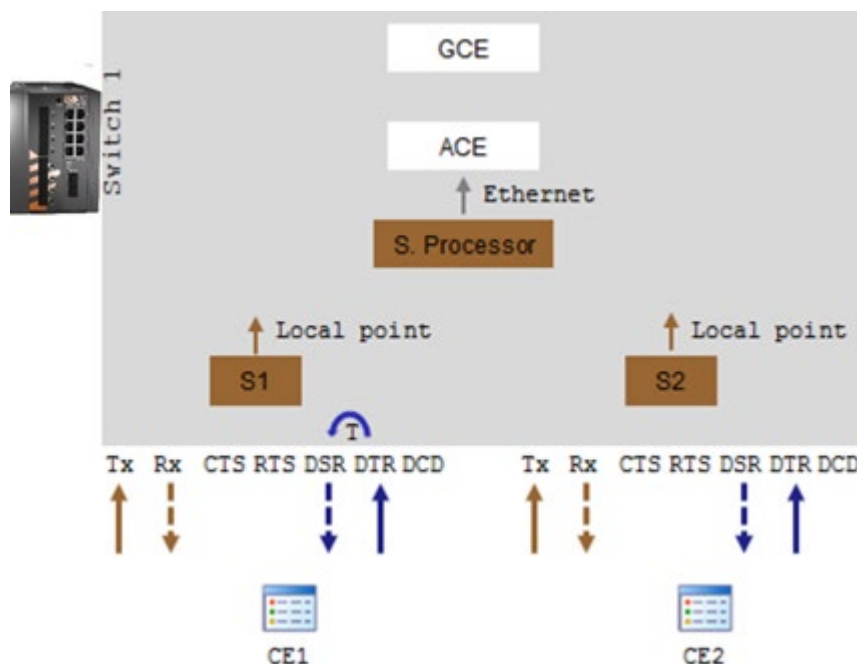 GCE
Switch 1
ACE
Ethernet
S. Processor
Local point
Local point
S1
S2
T
Tx Rx CTS RTS DSR DTR DCD
Tx Rx CTS RTS DSR DTR DCD
CE1
CE2